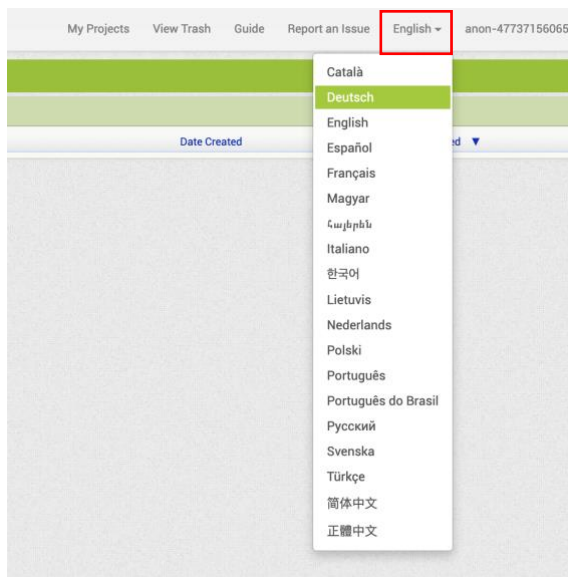 My Projects View Trash Guide Report an Issue English anon-47737156065
Català
Deutsch
English
Date Created ed ▼
Español
Français
Magyar
Հայերեն
Italiano
한국어
Lietuvis
Nederlands
Polski
Português
Português do Brasil
Русский
Svenska
Türkçe
简体中文
正體中文